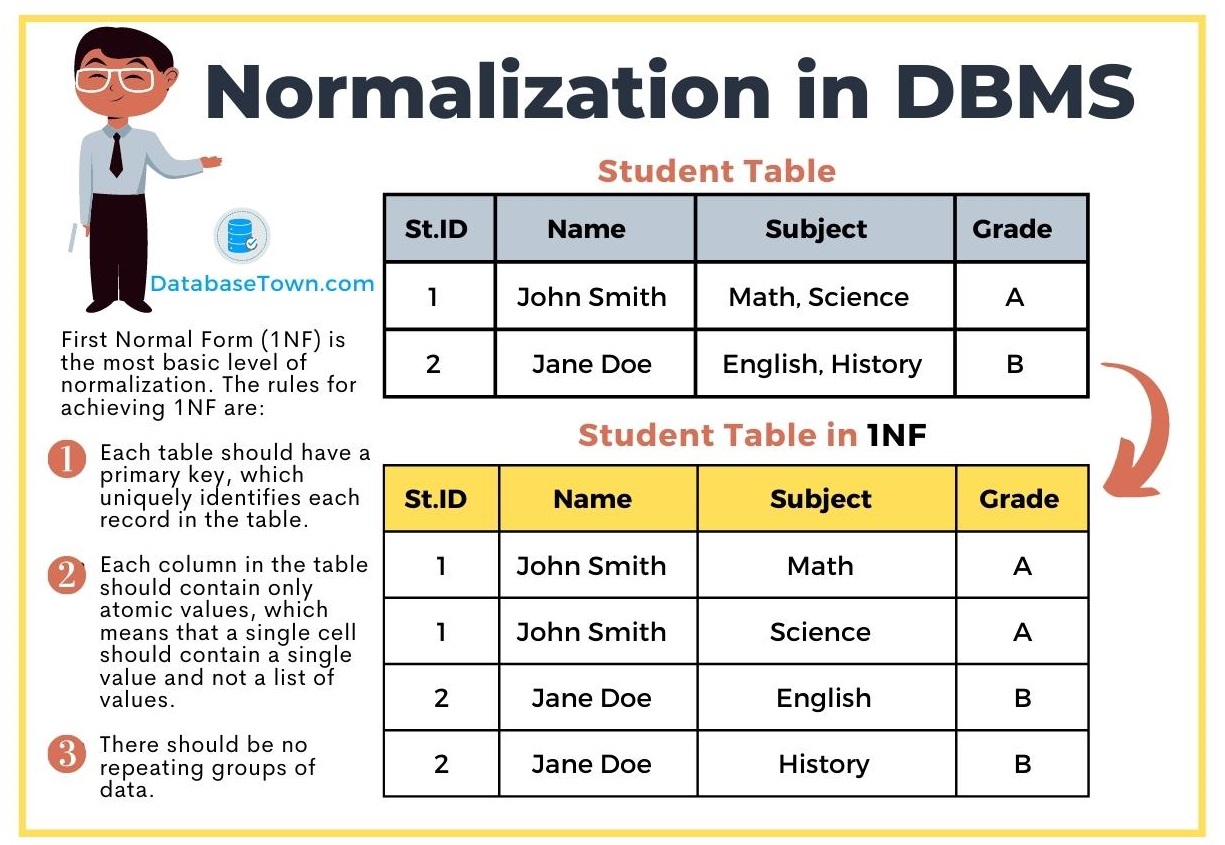 Normalization in DBMS
DatabaseTown.com
First Normal Form (1NF) is
the most basic level of
normalization. The rules for
achieving 1NF are:
1 Each table should have a
primary key, which
uniquely identifies each
record in the table.
2 Each column in the table
should contain only
atomic values, which
means that a single cell
should contain a single
value and not a list of
values.
3 There should be no
repeating groups of
data.
Student Table
St.ID Name Subject Grade
1 John Smith Math, Science A
2 Jane Doe English, History B
Student Table in 1NF
St.ID Name Subject Grade
1 John Smith Math A
1 John Smith Science A
2 Jane Doe English B
2 Jane Doe History B